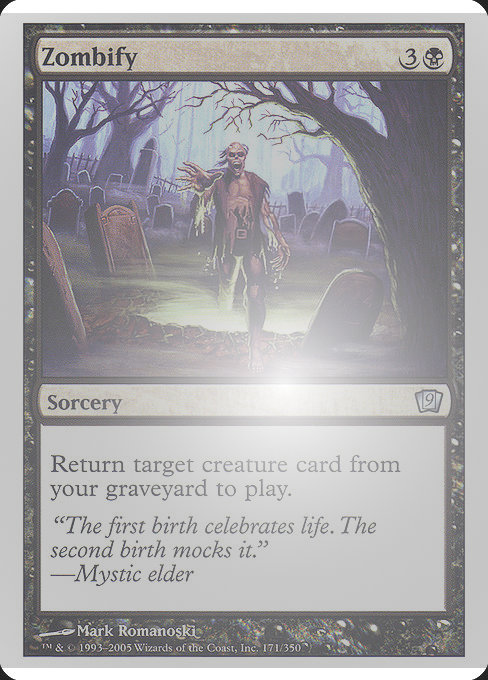 Zombify 3
Sorcery 9
Return target creature card from
your graveyard to play.
“The first birth celebrates life. The
second birth mocks it.”
—Mystic elder
Mark Romanoski
™ & © 1993–2005 Wizards of the Coast, Inc. 171/350